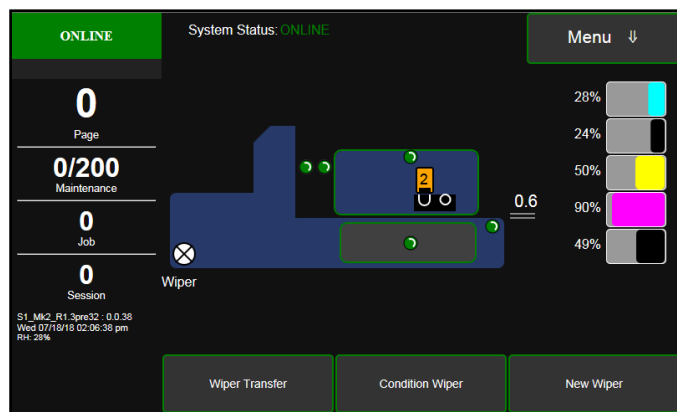 ONLINE
System Status: ONLINE
Menu ⇓
0
Page
0/200
Maintenance
0
Job
0
Session
S1_Mk2_R1.3pre32 : 0.0.38
Wed 07/18/18 02:06:38 pm
RH: 28%
2
0.6
Wiper
28%
24%
50%
90%
49%
Wiper Transfer
Condition Wiper
New Wiper